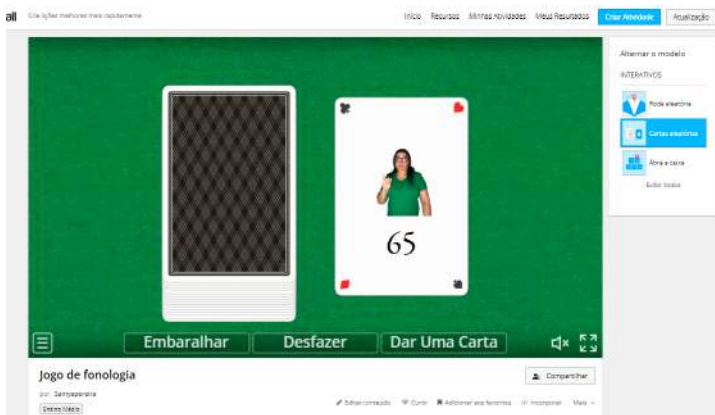 all
Crie lições melhores mais rapidamente
Início Recursos Minhas Atividades Meus Resultados Criar Atividade Atualização
Alternar o modelo
INTERATIVOS
Roda aleatória
Cartas aleatórias
Abra a caixa
Exibir todos
65
Embaralhar Desfazer Dar Uma Carta
Jogo de fonologia
Compartilhar
por
Ensino Médio
Editar conteúdo Curtir Adicionar aos favoritos Incorporar Mais